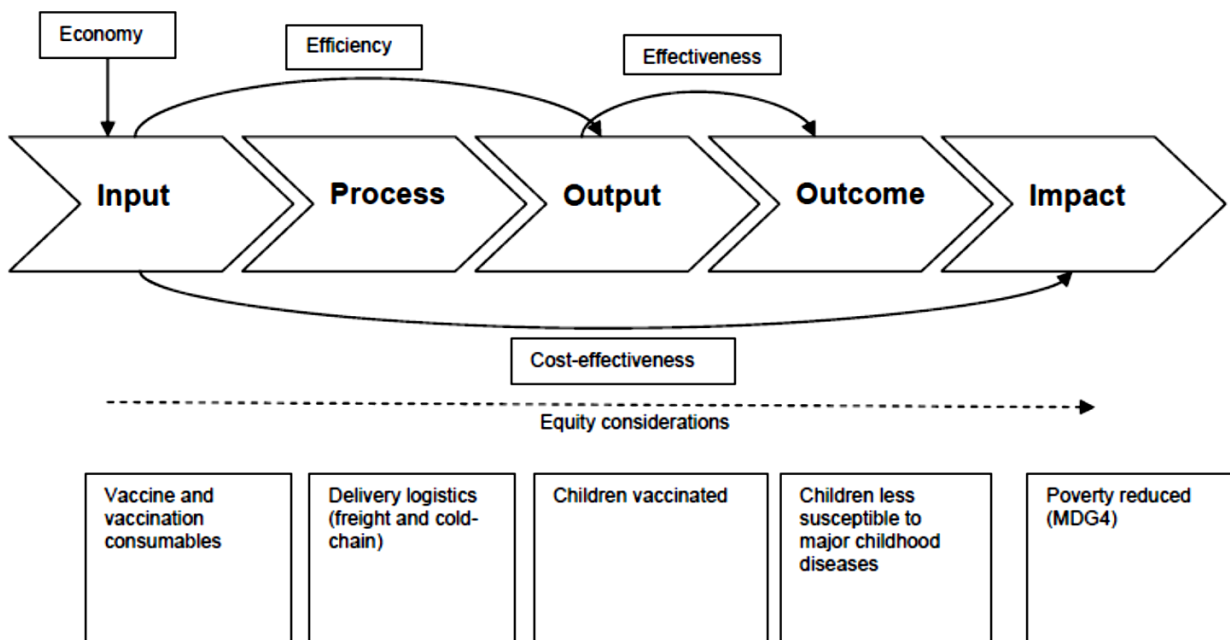 Economy
Efficiency
Effectiveness
Input
Process
Output
Outcome
Impact
Cost-effectiveness
Equity considerations
Vaccine and
vaccination
consumables
Delivery logistics
(freight and cold-
chain)
Children vaccinated
Children less
susceptible to
major childhood
diseases
Poverty reduced
(MDG4)